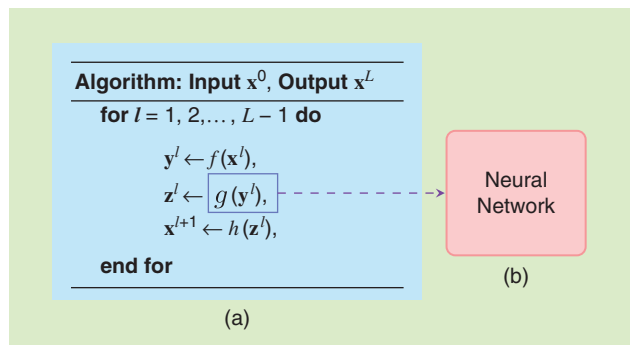 Algorithm: Input x⁰, Output xᴸ
for l = 1, 2,…, L − 1 do
yˡ ← f(xˡ),
zˡ ← g(yˡ),
xˡ⁺¹ ← h(zˡ),
end for
(a)
Neural
Network
(b)